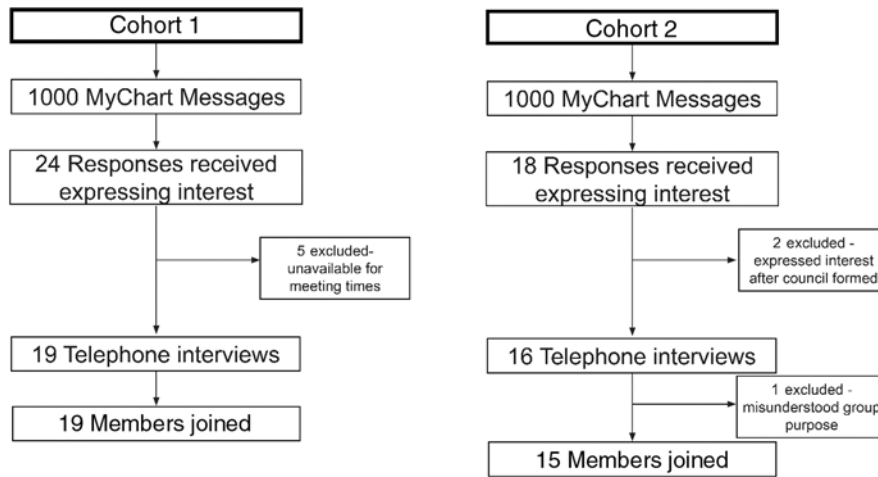 Cohort 1
1000 MyChart Messages
24 Responses received
expressing interest
5 excluded-
unavailable for
meeting times
19 Telephone interviews
19 Members joined
Cohort 2
1000 MyChart Messages
18 Responses received
expressing interest
2 excluded -
expressed interest
after council formed
16 Telephone interviews
1 excluded -
misunderstood group
purpose
15 Members joined